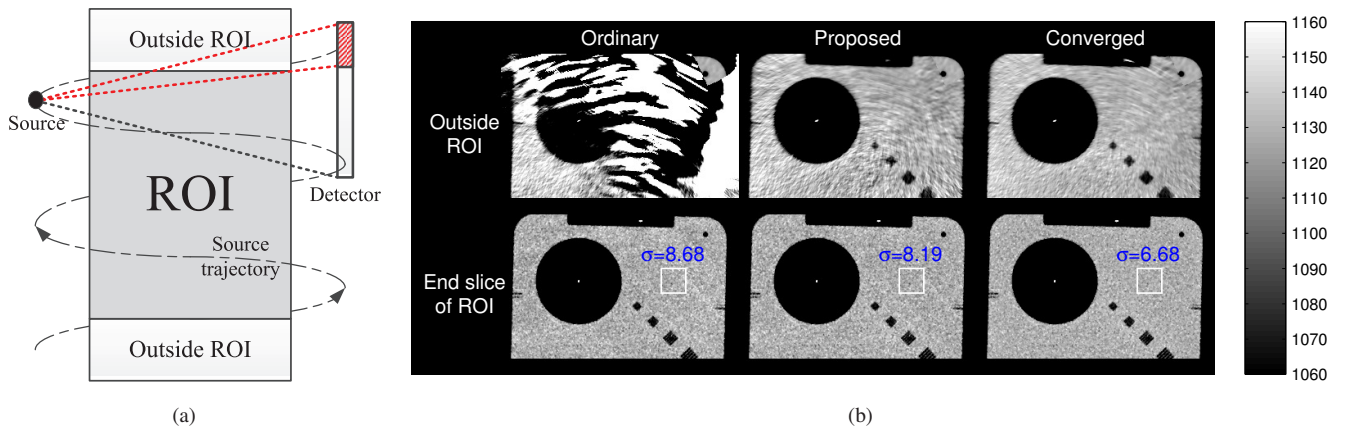 Outside ROI
Source
ROI
Detector
Source
trajectory
Outside ROI
(a)
Ordinary
Proposed
Converged
Outside
ROI
End slice
of ROI
σ=8.68
σ=8.19
σ=6.68
1160
1150
1140
1130
1120
1110
1100
1090
1080
1070
1060
(b)